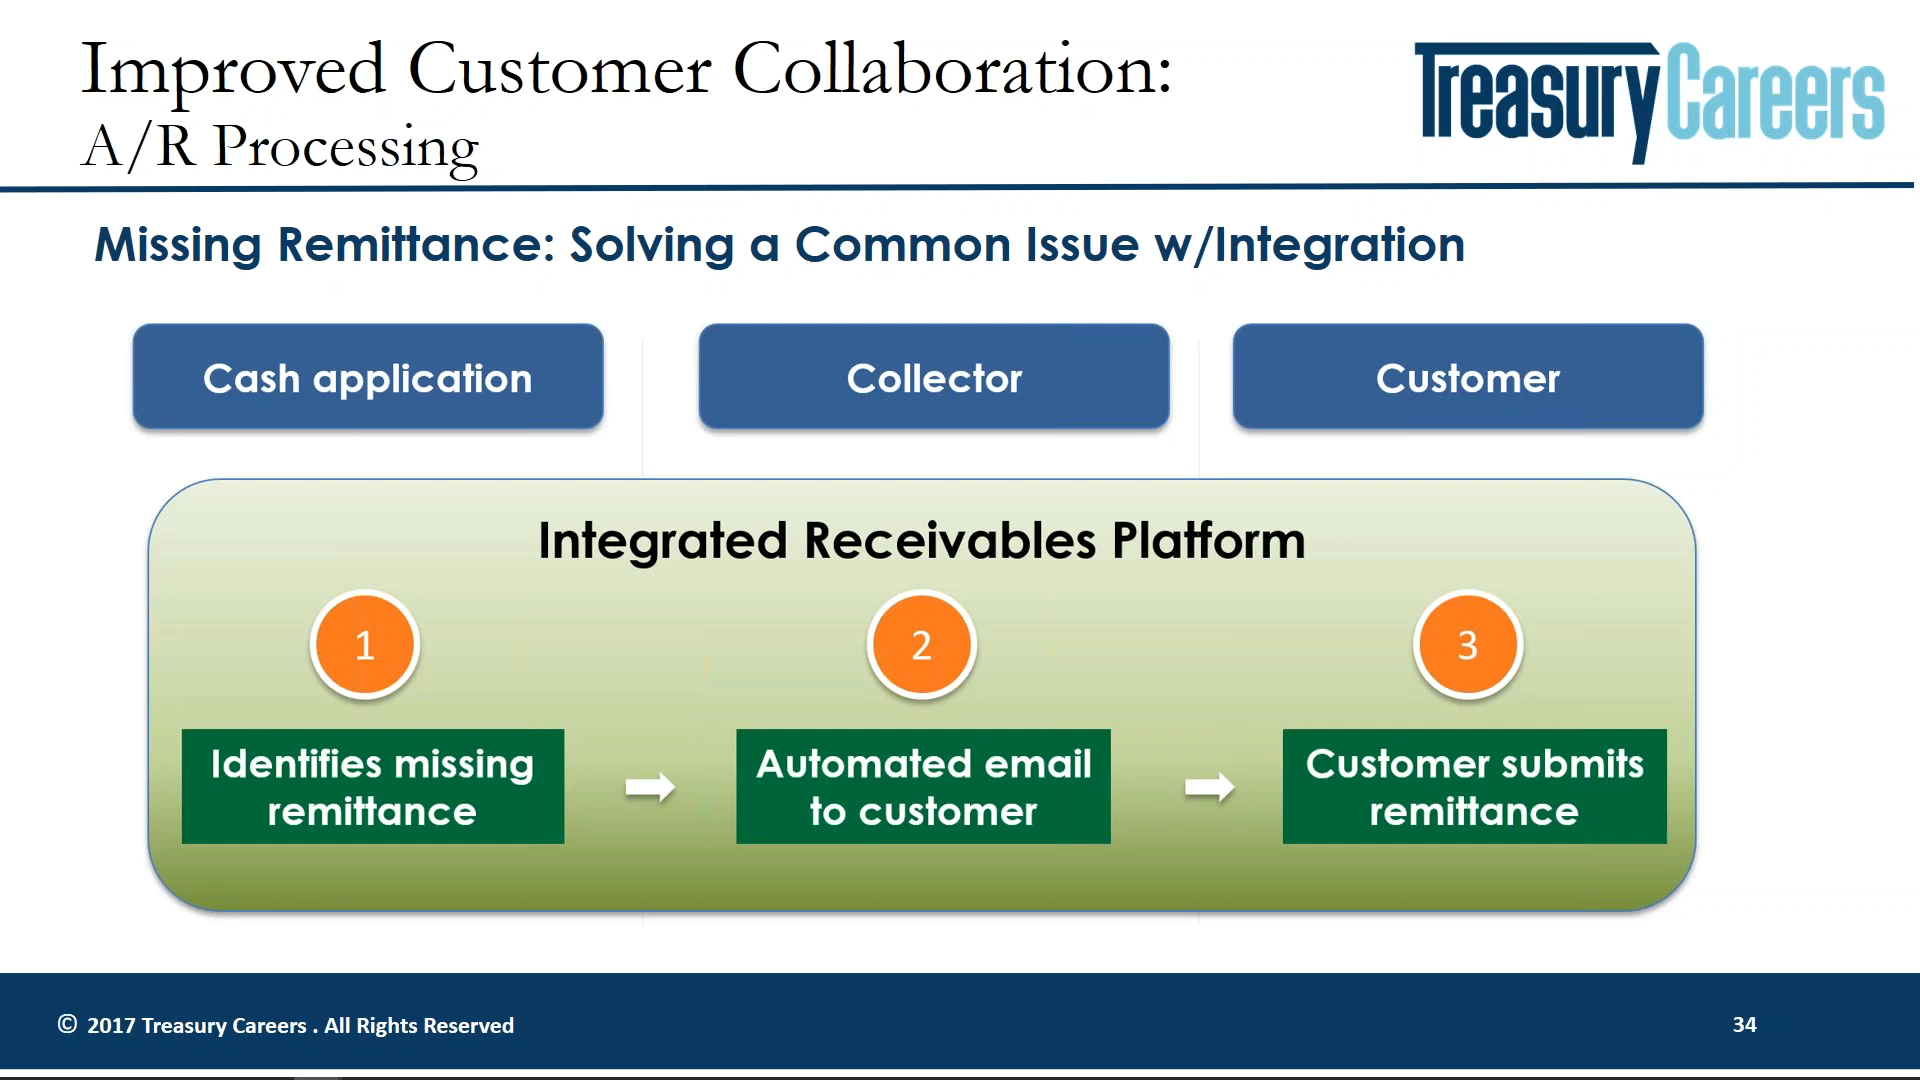 Improved Customer Collaboration:
A/R Processing
TreasuryCareers
Missing Remittance: Solving a Common Issue w/Integration
Cash application
Collector
Customer
Integrated Receivables Platform
1
2
3
Identifies missing
remittance
Automated email
to customer
Customer submits
remittance
© 2017 Treasury Careers . All Rights Reserved
34